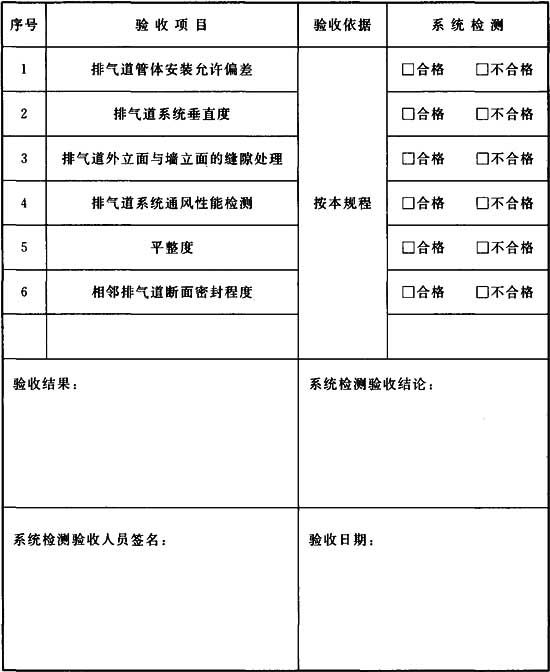 序号 验收项目 验收依据 系统检测
1 排气道管体安装允许偏差 □合格 □不合格
2 排气道系统垂直度 □合格 □不合格
3 排气道外立面与墙立面的缝隙处理 □合格 □不合格
4 排气道系统通风性能检测 按本规程 □合格 □不合格
5 平整度 □合格 □不合格
6 相邻排气道断面密封程度 □合格 □不合格
验收结果： 系统检测验收结论：
系统检测验收人员签名： 验收日期：